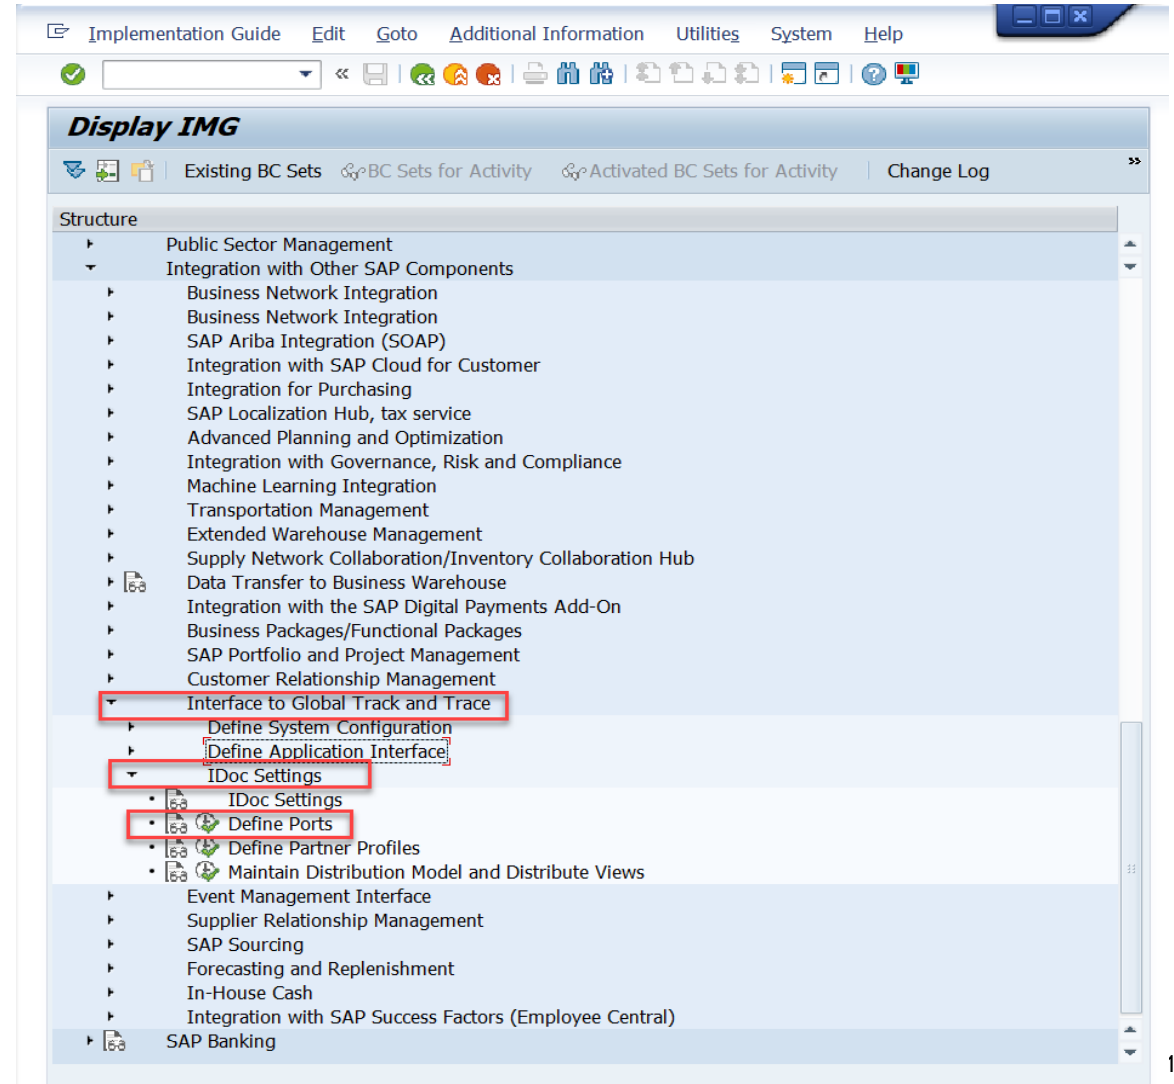 Implementation Guide Edit Goto Additional Information Utilities System Help
Display IMG
Existing BC Sets BC Sets for Activity Activated BC Sets for Activity Change Log
Structure
Public Sector Management
Integration with Other SAP Components
Business Network Integration
Business Network Integration
SAP Ariba Integration (SOAP)
Integration with SAP Cloud for Customer
Integration for Purchasing
SAP Localization Hub, tax service
Advanced Planning and Optimization
Integration with Governance, Risk and Compliance
Machine Learning Integration
Transportation Management
Extended Warehouse Management
Supply Network Collaboration/Inventory Collaboration Hub
Data Transfer to Business Warehouse
Integration with the SAP Digital Payments Add-On
Business Packages/Functional Packages
SAP Portfolio and Project Management
Customer Relationship Management
Interface to Global Track and Trace
Define System Configuration
Define Application Interface
IDoc Settings
IDoc Settings
Define Ports
Define Partner Profiles
Maintain Distribution Model and Distribute Views
Event Management Interface
Supplier Relationship Management
SAP Sourcing
Forecasting and Replenishment
In-House Cash
Integration with SAP Success Factors (Employee Central)
SAP Banking
1